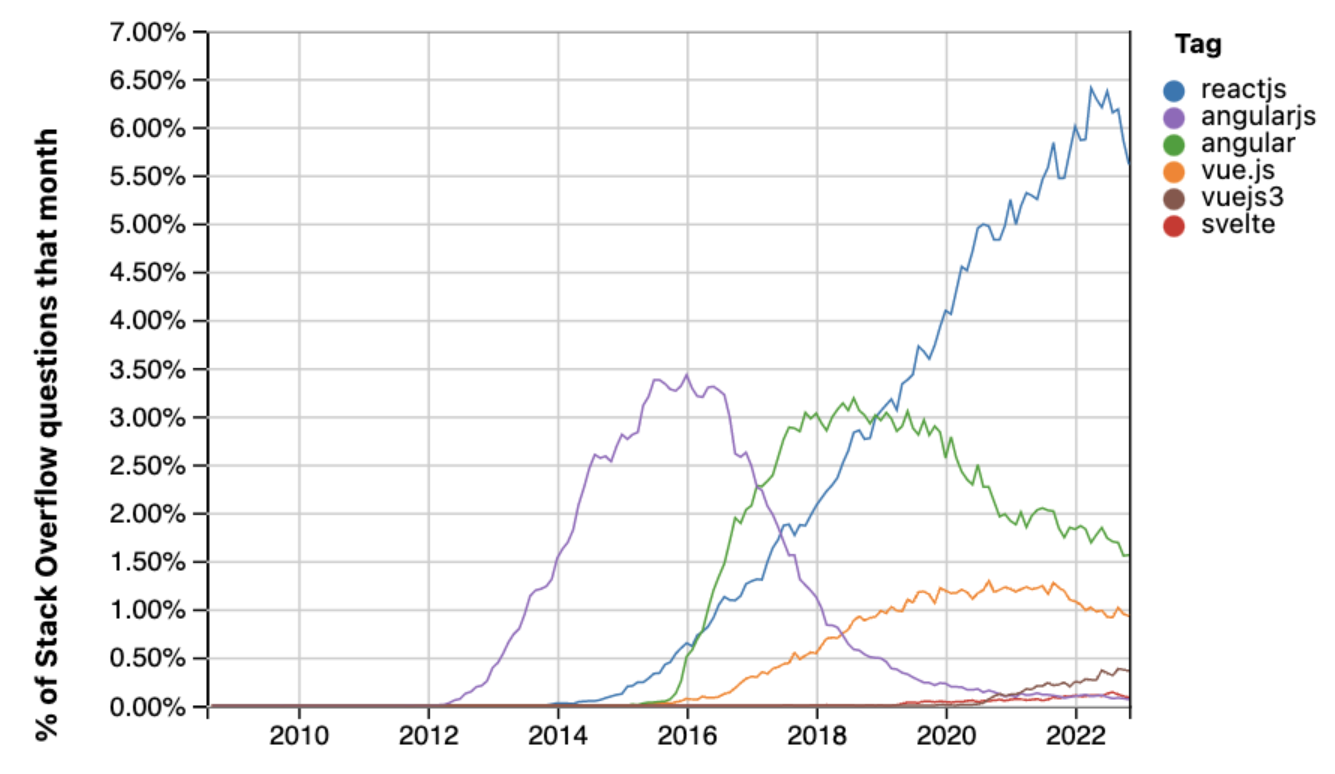 % of Stack Overflow questions that month
7.00%
6.50%
6.00%
5.50%
5.00%
4.50%
4.00%
3.50%
3.00%
2.50%
2.00%
1.50%
1.00%
0.50%
0.00%
2010 2012 2014 2016 2018 2020 2022
Tag
reactjs
angularjs
angular
vue.js
vuejs3
svelte